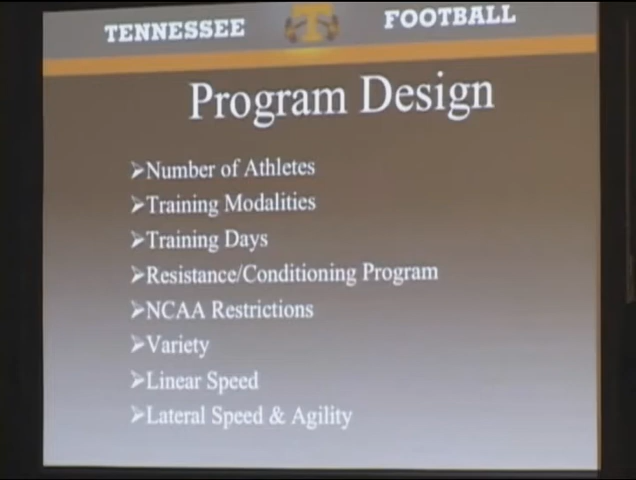 TENNESSEE T FOOTBALL
Program Design
➢Number of Athletes
➢Training Modalities
➢Training Days
➢Resistance/Conditioning Program
➢NCAA Restrictions
➢Variety
➢Linear Speed
➢Lateral Speed & Agility